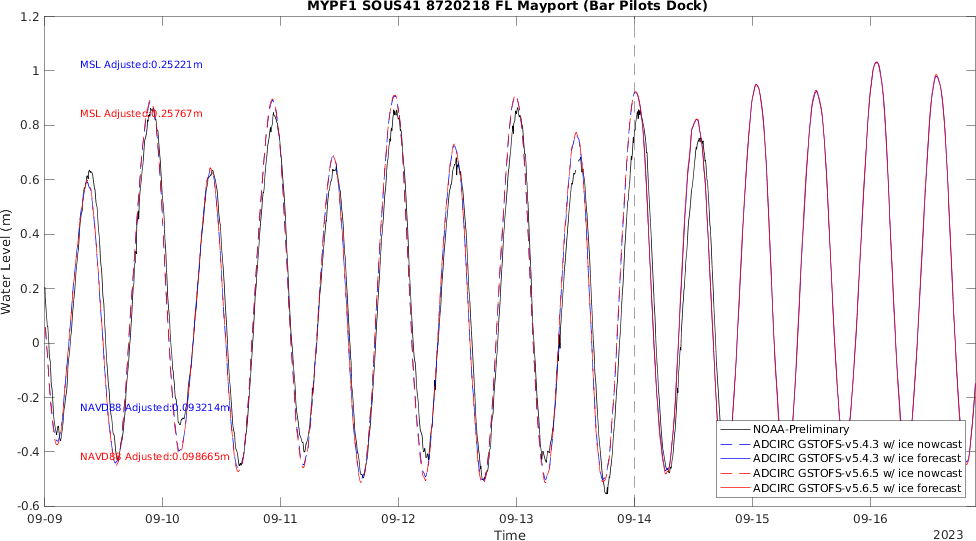 MYPF1 SOUS41 8720218 FL Mayport (Bar Pilots Dock)
1.2
1
0.8
0.6
0.4
0.2
0
-0.2
-0.4
-0.6
Water Level (m)
MSL Adjusted:0.25221m
MSL Adjusted:0.25767m
NAVD88 Adjusted:0.093214m
NAVD88 Adjusted:0.098665m
NOAA-Preliminary
ADCIRC GSTOFS-v5.4.3 w/ ice nowcast
ADCIRC GSTOFS-v5.4.3 w/ ice forecast
ADCIRC GSTOFS-v5.6.5 w/ ice nowcast
ADCIRC GSTOFS-v5.6.5 w/ ice forecast
09-09 09-10 09-11 09-12 09-13 09-14 09-15 09-16
Time
2023